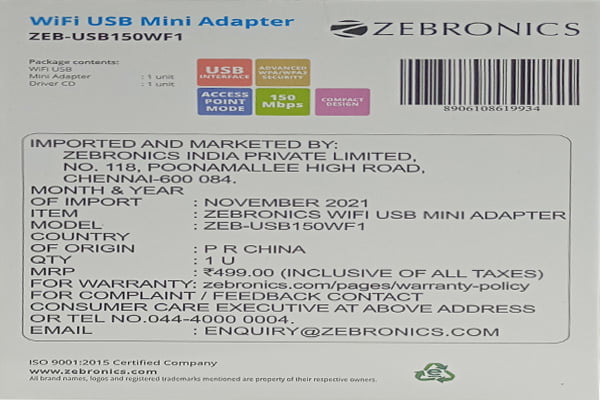 WiFi USB Mini Adapter
ZEB-USB150WF1
ZEBRONICS
Package contents:
WiFi USB
Mini Adapter : 1 unit
Driver CD : 1 unit
USB
INTERFACE
ADVANCED
WPA/WPA2
SECURITY
ACCESS
POINT
MODE
150
Mbps
COMPACT
DESIGN
8906108619934
IMPORTED AND MARKETED BY:
ZEBRONICS INDIA PRIVATE LIMITED,
NO. 118, POONAMALLEE HIGH ROAD,
CHENNAI-600 084.
MONTH & YEAR
OF IMPORT : NOVEMBER 2021
ITEM : ZEBRONICS WIFI USB MINI ADAPTER
MODEL : ZEB-USB150WF1
COUNTRY
OF ORIGIN : P R CHINA
QTY : 1 U
MRP : ₹499.00 (INCLUSIVE OF ALL TAXES)
FOR WARRANTY: zebronics.com/pages/warranty-policy
FOR COMPLAINT / FEEDBACK CONTACT
CONSUMER CARE EXECUTIVE AT ABOVE ADDRESS
OR TEL NO.044-4000 0004.
EMAIL : ENQUIRY@ZEBRONICS.COM
ISO 9001:2015 Certified Company
www.zebronics.com
All brand names, logos and registered trademarks mentioned are property of their respective owners.